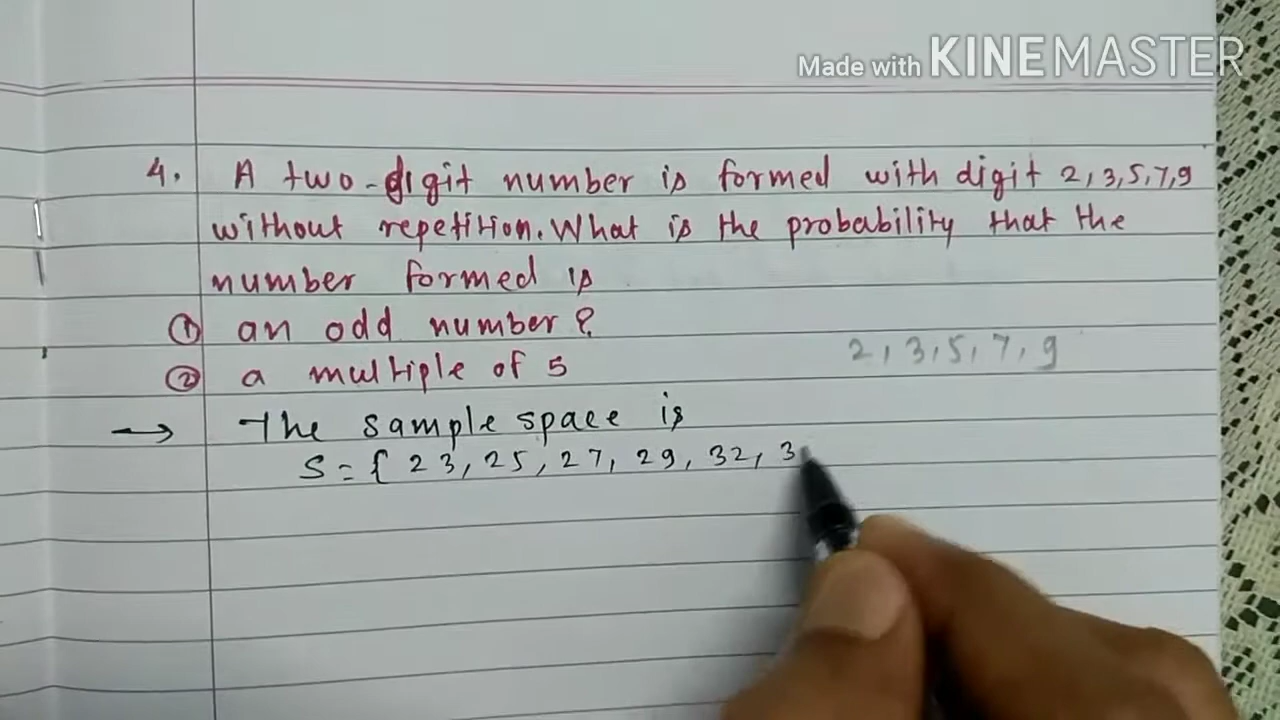 Made with KINEMASTER
4. A two-digit number is formed with digit 2, 3, 5, 7, 9
without repetition. What is the probability that the
number formed is
① an odd number?
② a multiple of 5
2, 3, 5, 7, 9
→ The sample space is
S = { 23, 25, 27, 29, 32, 3